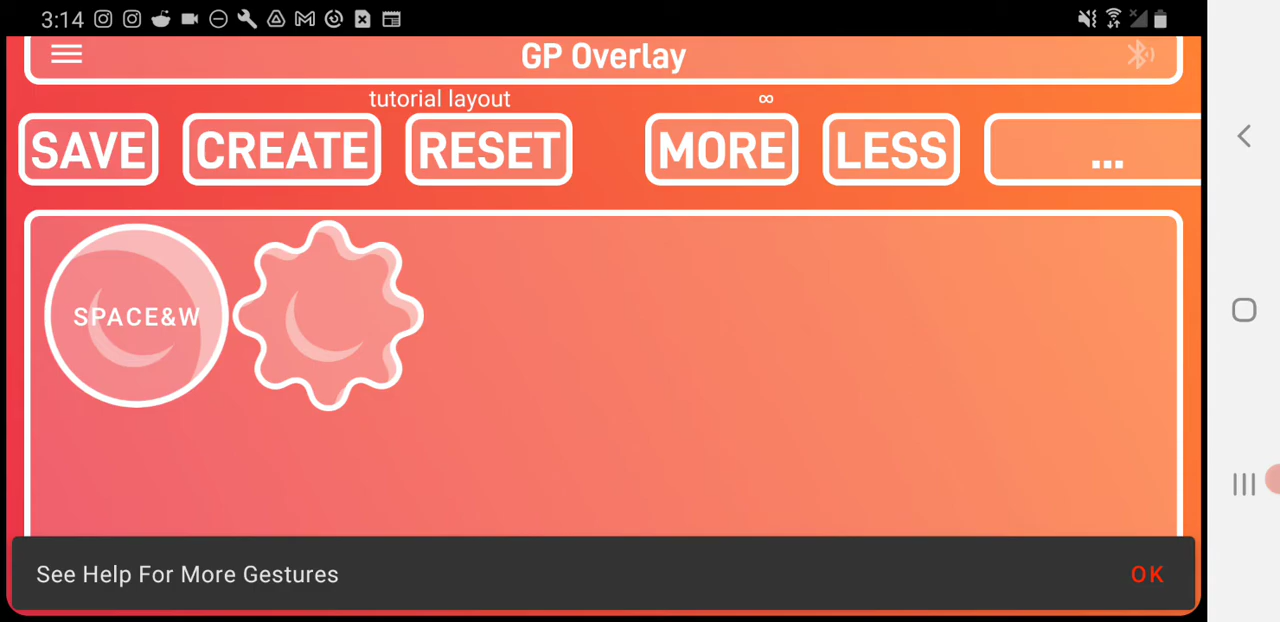 3:14
GP Overlay
tutorial layout
∞
SAVE
CREATE
RESET
MORE
LESS
...
SPACE&W
See Help For More Gestures
OK